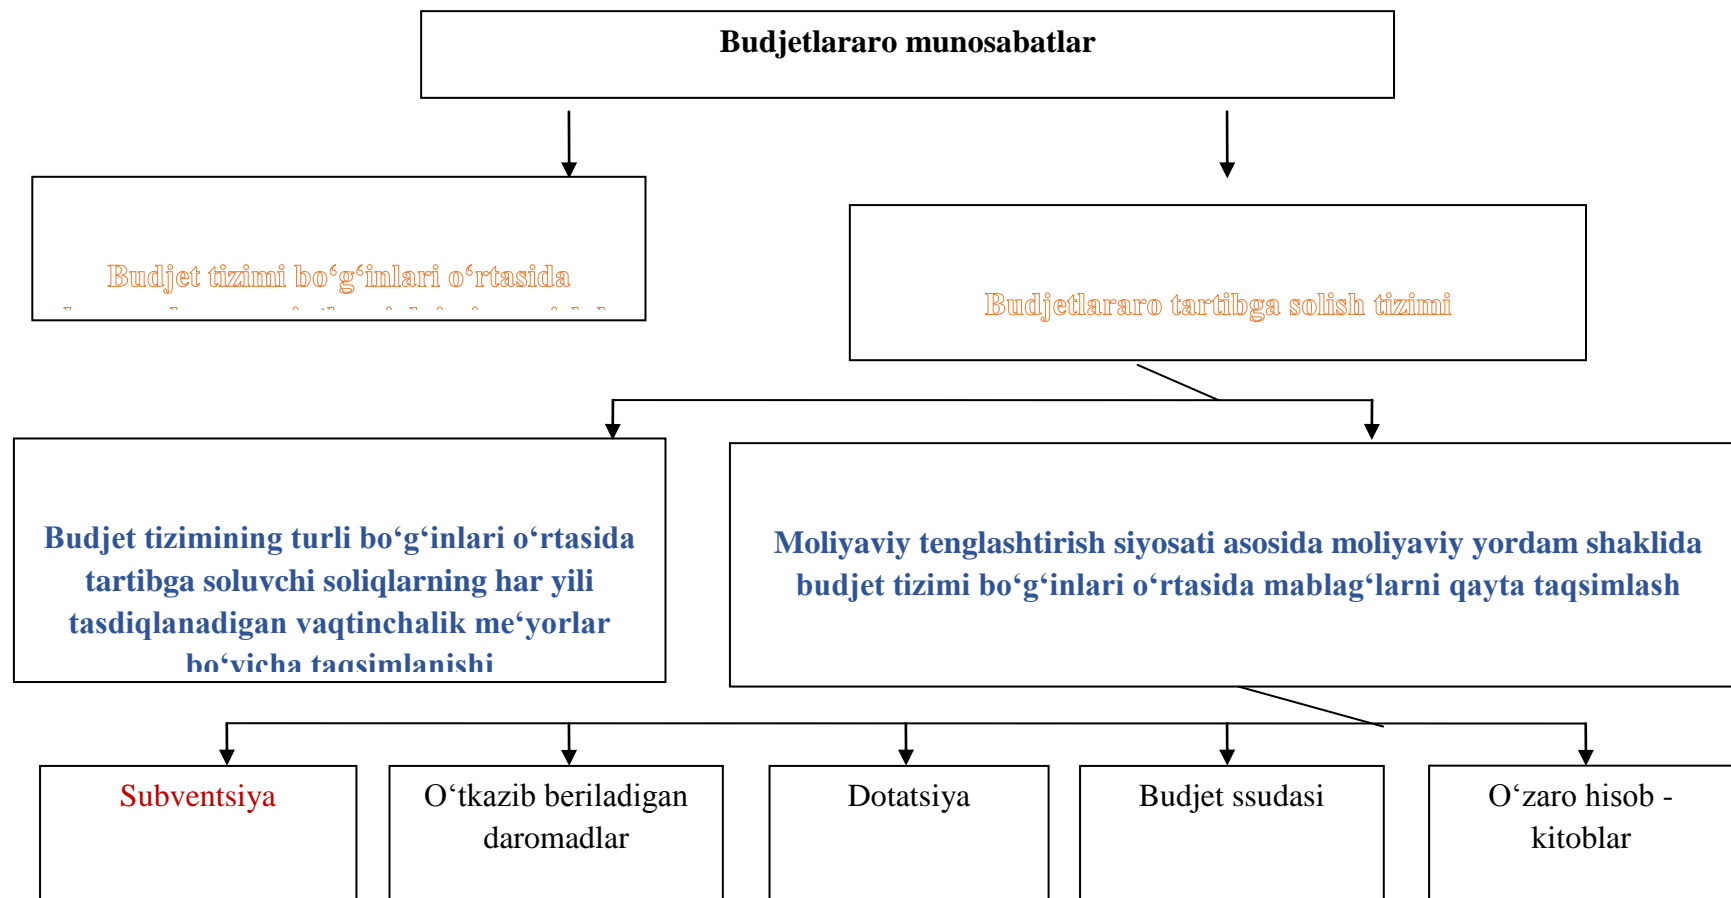 Budjetlararo munosabatlar
Budjet tizimi bo‘g‘inlari o‘rtasida
Budjetlararo tartibga solish tizimi
Budjet tizimining turli bo‘g‘inlari o‘rtasida
tartibga soluvchi soliqlarning har yili
tasdiqlanadigan vaqtinchalik me‘yorlar
bo‘yicha taqsimlanishi
Moliyaviy tenglashtirish siyosati asosida moliyaviy yordam shaklida
budjet tizimi bo‘g‘inlari o‘rtasida mablag‘larni qayta taqsimlash
Subventsiya
O‘tkazib beriladigan
daromadlar
Dotatsiya
Budjet ssudasi
O‘zaro hisob -
kitoblar